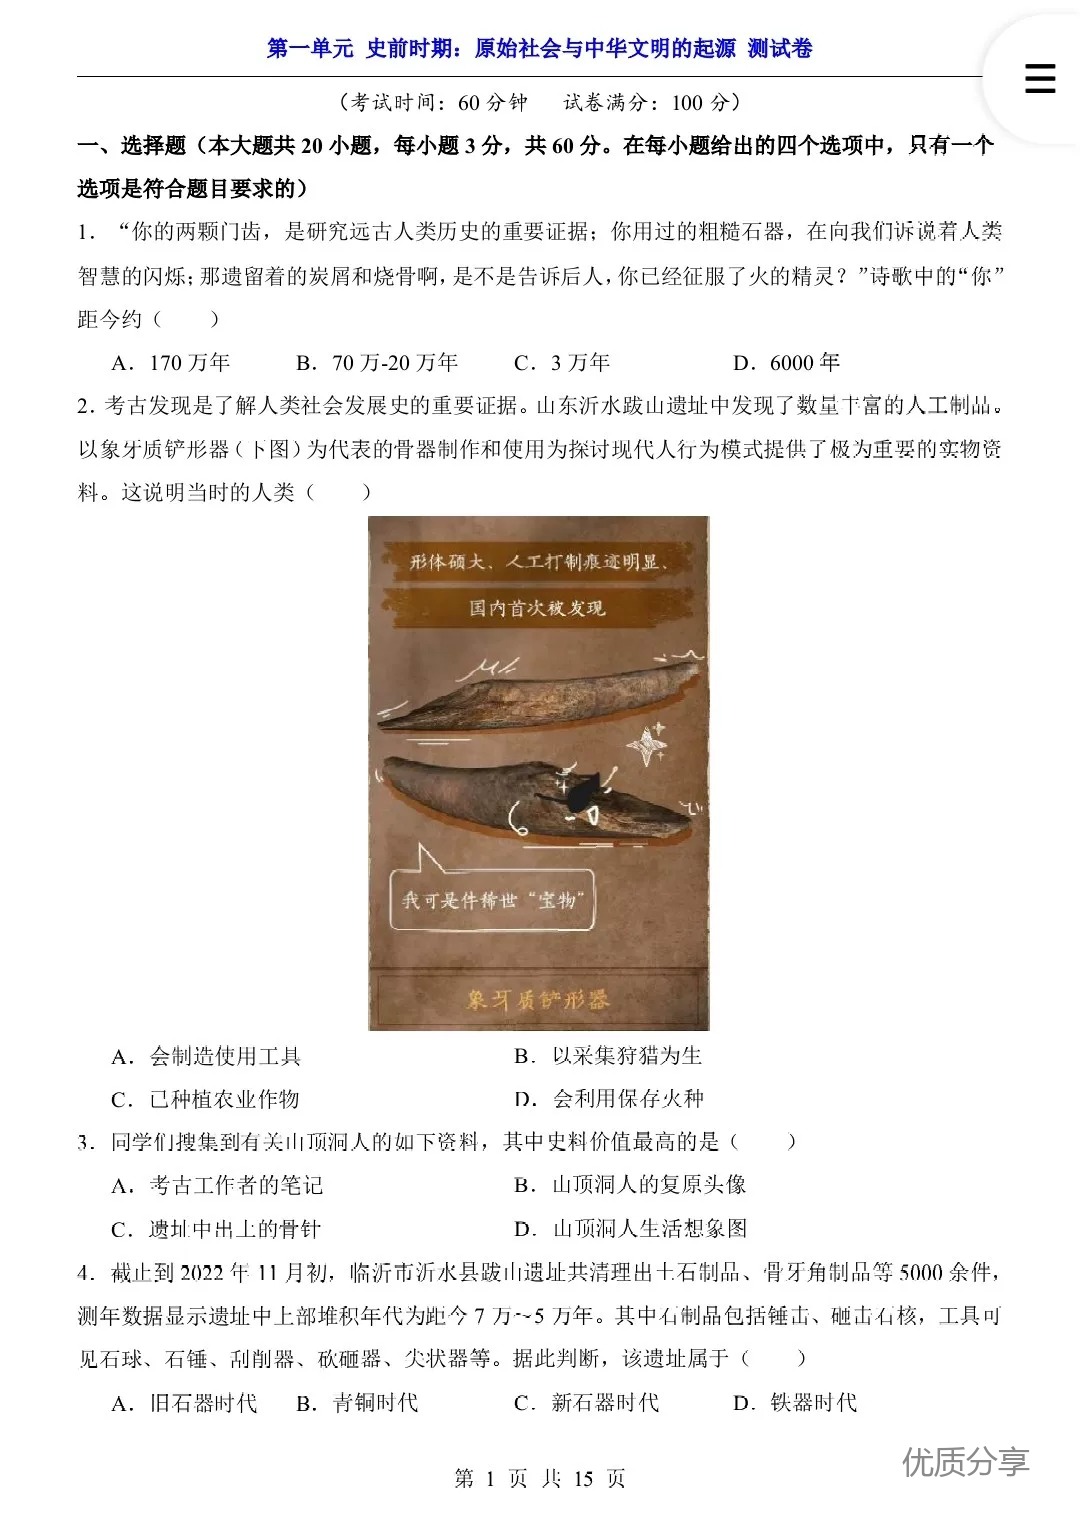 第一单元 史前时期：原始社会与中华文明的起源 测试卷
（考试时间：60 分钟 试卷满分：100 分）
一、选择题（本大题共 20 小题，每小题 3 分，共 60 分。在每小题给出的四个选项中，只有一个
选项是符合题目要求的）
1．“你的两颗门齿，是研究远古人类历史的重要证据；你用过的粗糙石器，在向我们诉说着人类
智慧的闪烁；那遗留着的炭屑和烧骨啊，是不是告诉后人，你已经征服了火的精灵？”诗歌中的“你”
距今约（ ）
A．170 万年 B．70 万-20 万年 C．3 万年 D．6000 年
2．考古发现是了解人类社会发展史的重要证据。山东沂水跋山遗址中发现了数量丰富的人工制品。
以象牙质铲形器（下图）为代表的骨器制作和使用为探讨现代人行为模式提供了极为重要的实物资
料。这说明当时的人类（ ）
形体硕大、人工打制痕迹明显、
国内首次被发现
我可是件稀世“宝物”
象牙质铲形器
A．会制造使用工具 B．以采集狩猎为生
C．已种植农业作物 D．会利用保存火种
3．同学们搜集到有关山顶洞人的如下资料，其中史料价值最高的是（ ）
A．考古工作者的笔记 B．山顶洞人的复原头像
C．遗址中出土的骨针 D．山顶洞人生活想象图
4．截止到 2022 年 11 月初，临沂市沂水县跋山遗址共清理出土石制品、骨牙角制品等 5000 余件，
测年数据显示遗址中上部堆积年代为距今 7 万～5 万年。其中石制品包括锤击、砸击石核，工具可
见石球、石锤、刮削器、砍砸器、尖状器等。据此判断，该遗址属于（ ）
A．旧石器时代 B．青铜时代 C．新石器时代 D．铁器时代
优质分享
第 1 页 共 15 页